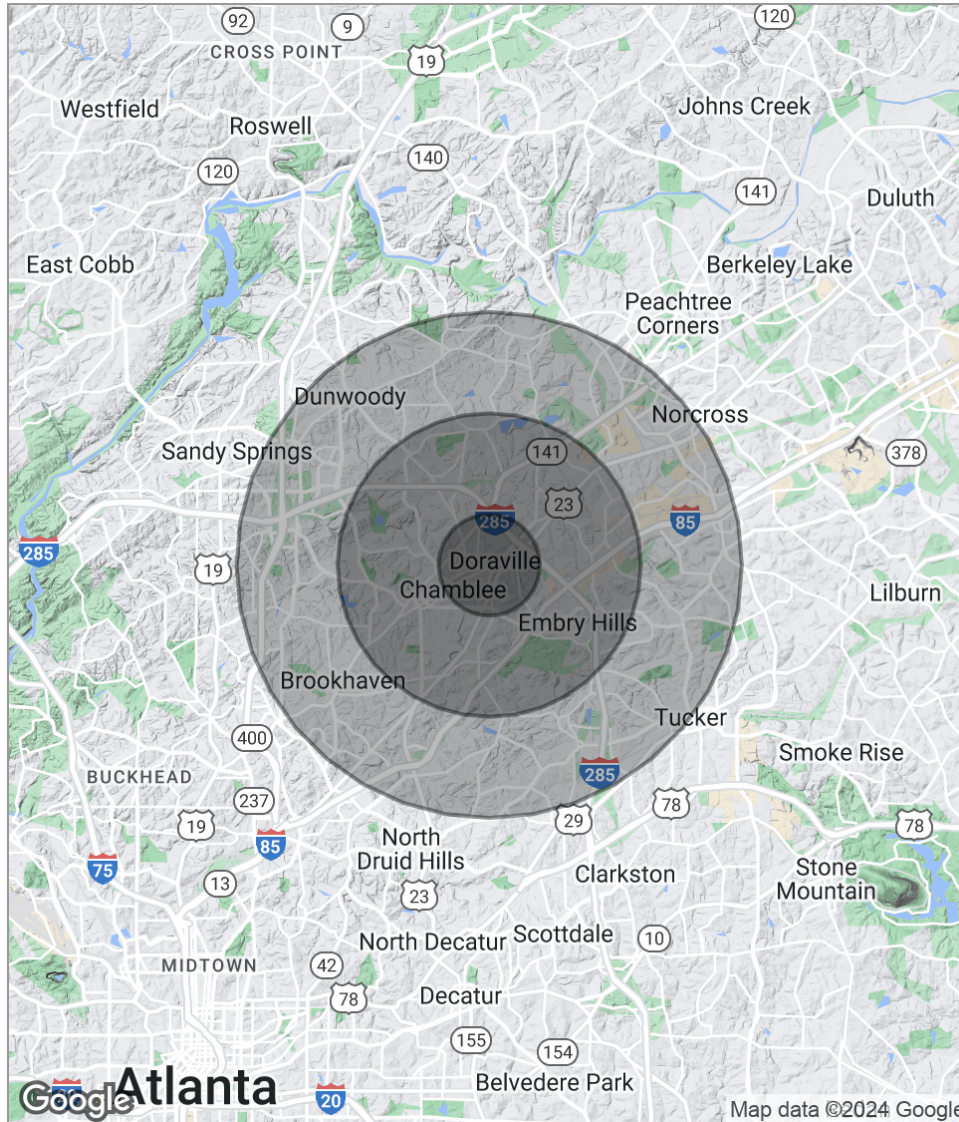 92
9
120
CROSS POINT
19
Westfield
Johns Creek
Roswell
140
120
141
Duluth
East Cobb
Berkeley Lake
Peachtree
Corners
Dunwoody
Norcross
Sandy Springs
141
378
23
285
85
285
Doraville
19
Chamblee
Lilburn
Embry Hills
Brookhaven
Tucker
400
Smoke Rise
BUCKHEAD
285
237
78
19
29
78
North
Druid Hills
85
75
Clarkston
Stone
Mountain
13
23
North Decatur
Scottdale
10
MIDTOWN
42
78
Decatur
155
154
Belvedere Park
Atlanta
Google
20
Map data ©2024 Google